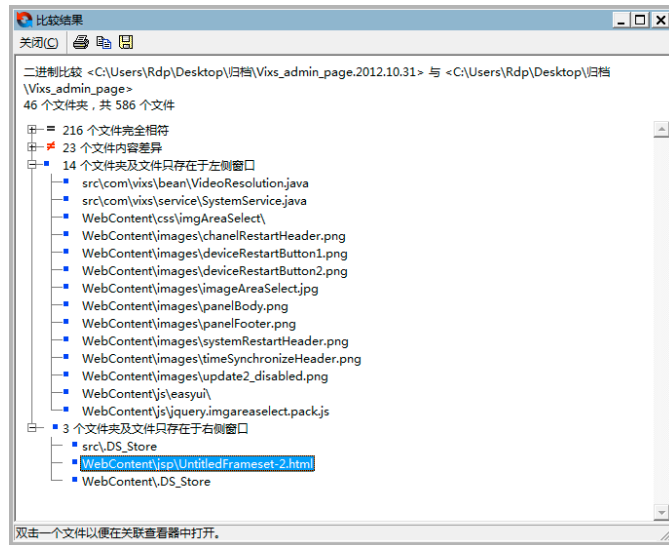 比较结果
关闭(C)
二进制比较 <C:\Users\Rdp\Desktop\归档\Vixs_admin_page.2012.10.31> 与 <C:\Users\Rdp\Desktop\归档
\Vixs_admin_page>
46 个文件夹，共 586 个文件
= 216 个文件完全相符
≠ 23 个文件内容差异
14 个文件夹及文件只存在于左侧窗口
src\com\vixs\bean\VideoResolution.java
src\com\vixs\service\SystemService.java
WebContent\css\imgAreaSelect\
WebContent\images\chanelRestartHeader.png
WebContent\images\deviceRestartButton1.png
WebContent\images\deviceRestartButton2.png
WebContent\images\imageAreaSelect.jpg
WebContent\images\panelBody.png
WebContent\images\panelFooter.png
WebContent\images\systemRestartHeader.png
WebContent\images\timeSynchronizeHeader.png
WebContent\images\update2_disabled.png
WebContent\js\easyui\
WebContent\js\jquery.imgareaselect.pack.js
3 个文件夹及文件只存在于右侧窗口
src\.DS_Store
WebContent\jsp\UntitledFrameset-2.html
WebContent\.DS_Store
双击一个文件以便在关联查看器中打开。